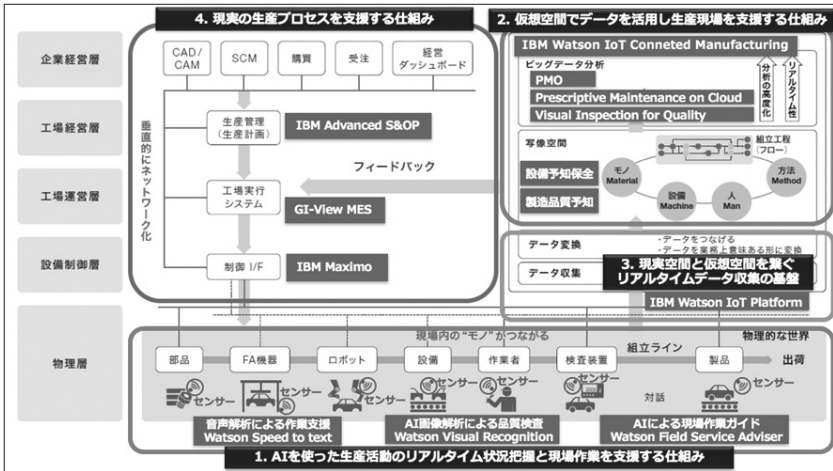 4. 現実の生産プロセスを支援する仕組み
企業経営層
工場経営層
工場運営層
設備制御層
物理層
垂直的にネットワーク化
CAD/
CAM
SCM
購買
受注
経営
ダッシュボード
生産管理
(生産計画)
IBM Advanced S&OP
工場実行
システム
GI-View MES
制御 I/F
IBM Maximo
フィードバック
2. 仮想空間でデータを活用し生産現場を支援する仕組み
IBM Watson IoT Conneted Manufacturing
ビッグデータ分析
PMO
Prescriptive Maintenance on Cloud
Visual Inspection for Quality
分析の高度化
リアルタイム性
写像空間
組立工程
(フロー)
設備予知保全
製造品質予知
モノ
Material
設備
Machine
人
Man
方法
Method
データ変換
・データをつなげる
・データを業務上意味ある形に変換
データ収集
3. 現実空間と仮想空間を繋ぐ
リアルタイムデータ収集の基盤
IBM Watson IoT Platform
現場内の“モノ”がつながる
物理的な世界
部品
FA機器
ロボット
設備
作業者
検査装置
組立ライン
製品
出荷
センサー
センサー
センサー
センサー
センサー
センサー
センサー
対話
音声解析による作業支援
Watson Speed to text
AI画像解析による品質検査
Watson Visual Recognition
AIによる現場作業ガイド
Watson Field Service Adviser
1. AIを使った生産活動のリアルタイム状況把握と現場作業を支援する仕組み